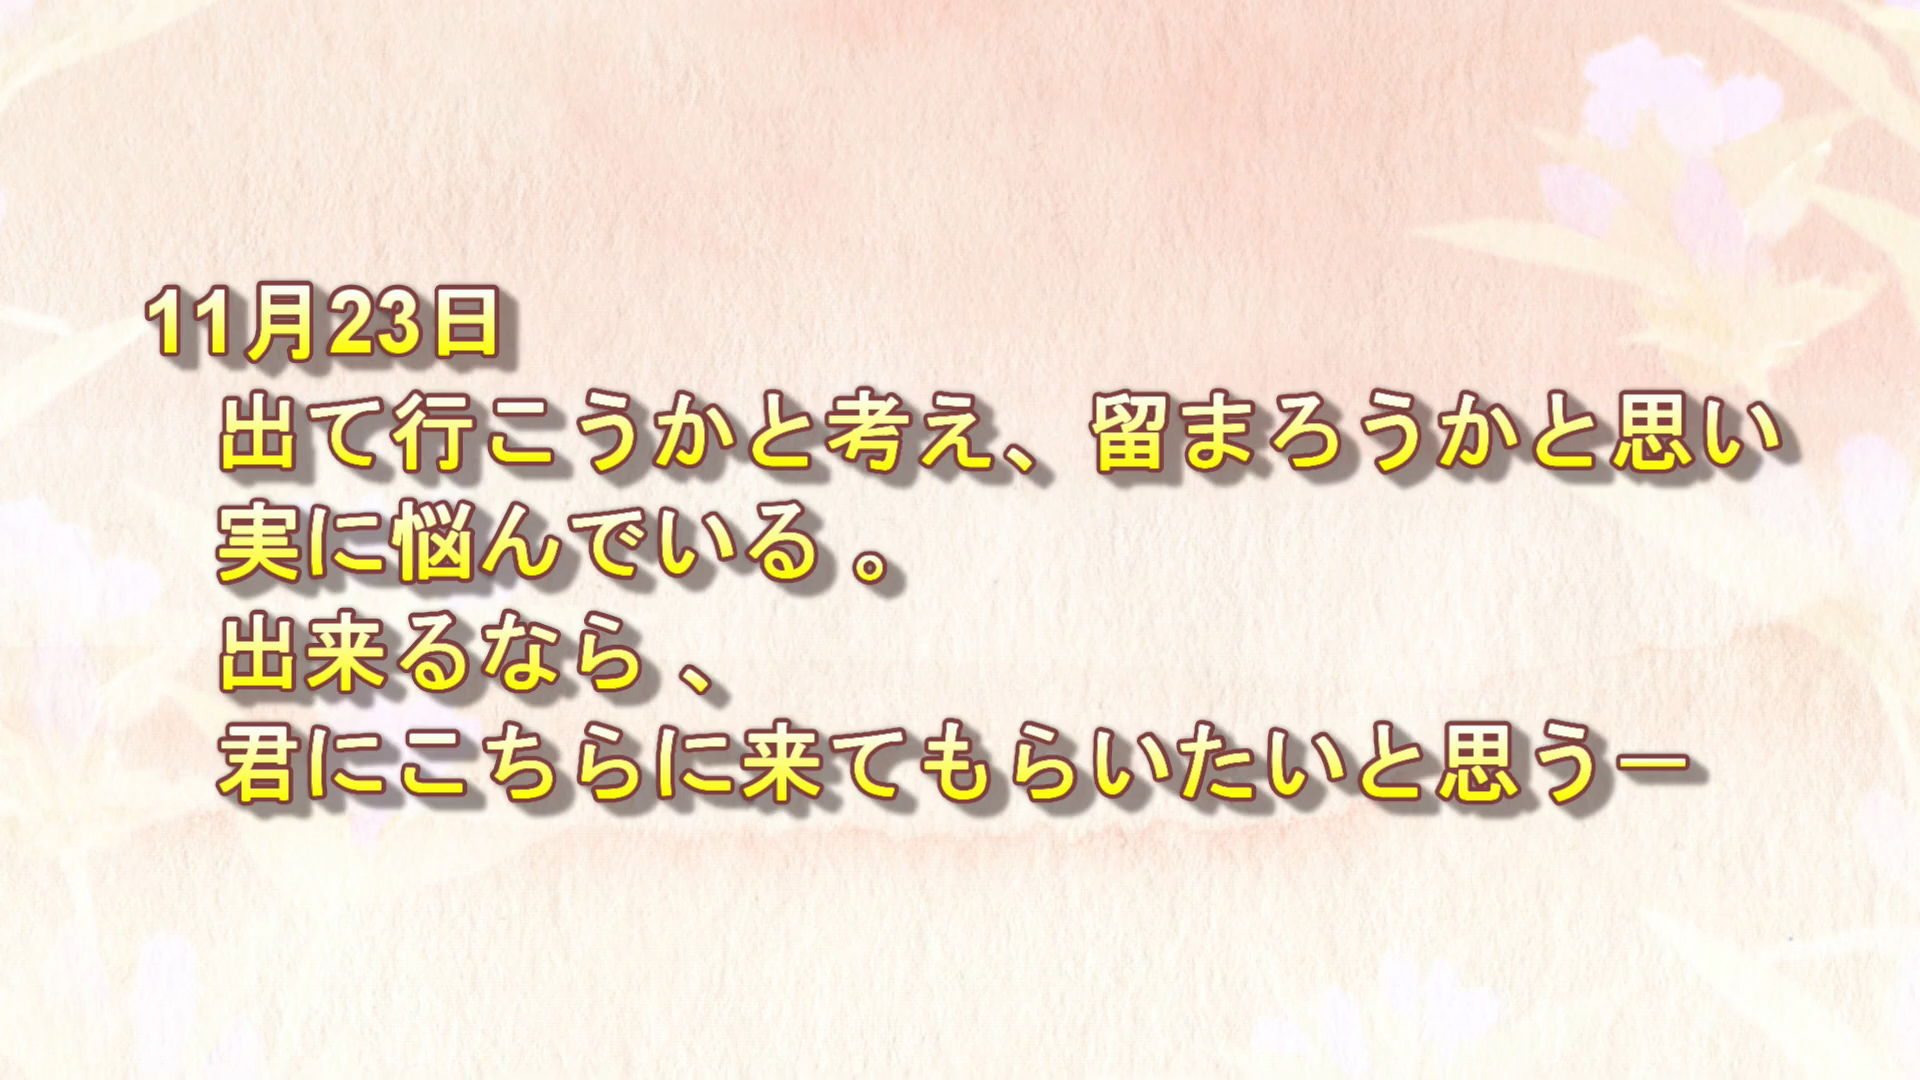 11月23日
出て行こうかと考え、留まろうかと思い
実に悩んでいる。
出来るなら、
君にこちらに来てもらいたいと思う―